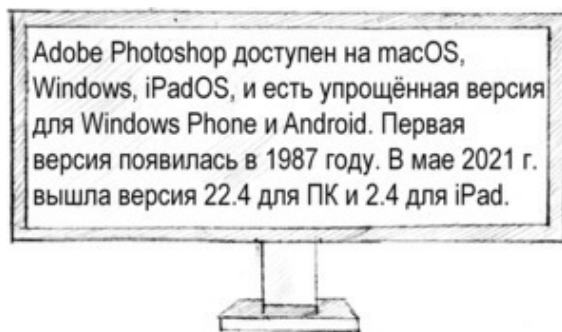 Adobe Photoshop доступен на macOS,
Windows, iPadOS, и есть упрощённая версия
для Windows Phone и Android. Первая
версия появилась в 1987 году. В мае 2021 г.
вышла версия 22.4 для ПК и 2.4 для iPad.